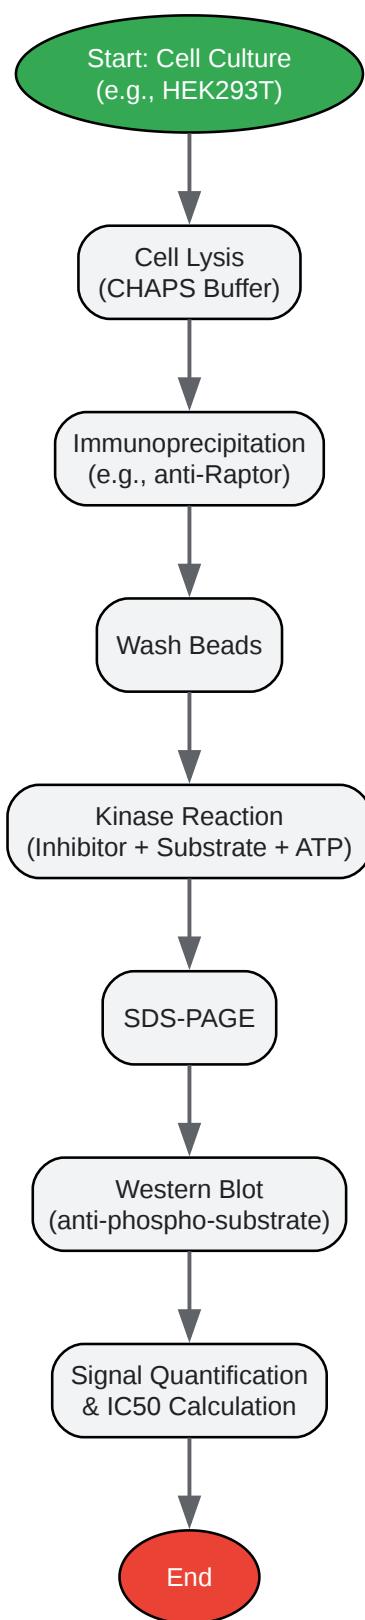 Start: Cell Culture
(e.g., HEK293T)
Cell Lysis
(CHAPS Buffer)
Immunoprecipitation
(e.g., anti-Raptor)
Wash Beads
Kinase Reaction
(Inhibitor + Substrate + ATP)
SDS-PAGE
Western Blot
(anti-phospho-substrate)
Signal Quantification
& IC50 Calculation
End